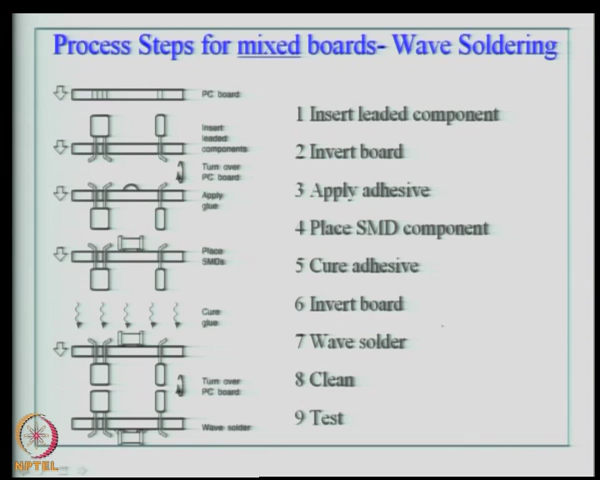 Process Steps for mixed boards- Wave Soldering
PC board
Insert
leaded
components
Turn over
PC board
Apply
glue
Place
SMDs
Cure
glue
Turn over
PC board
Wave solder
1 Insert leaded component
2 Invert board
3 Apply adhesive
4 Place SMD component
5 Cure adhesive
6 Invert board
7 Wave solder
8 Clean
9 Test
NPTEL